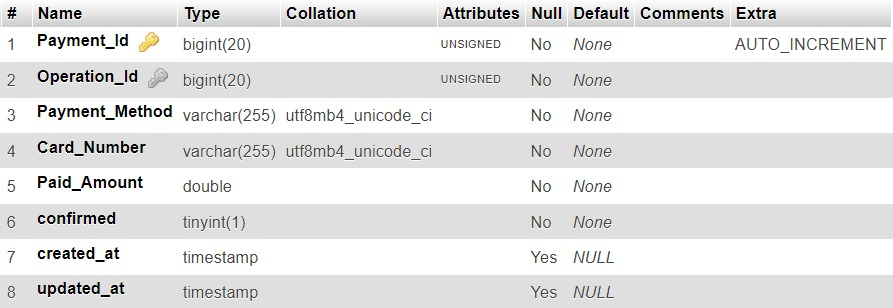 # Name Type Collation Attributes Null Default Comments Extra
1 Payment_Id bigint(20) UNSIGNED No None AUTO_INCREMENT
2 Operation_Id bigint(20) UNSIGNED No None
3 Payment_Method varchar(255) utf8mb4_unicode_ci No None
4 Card_Number varchar(255) utf8mb4_unicode_ci No None
5 Paid_Amount double No None
6 confirmed tinyint(1) No None
7 created_at timestamp Yes NULL
8 updated_at timestamp Yes NULL